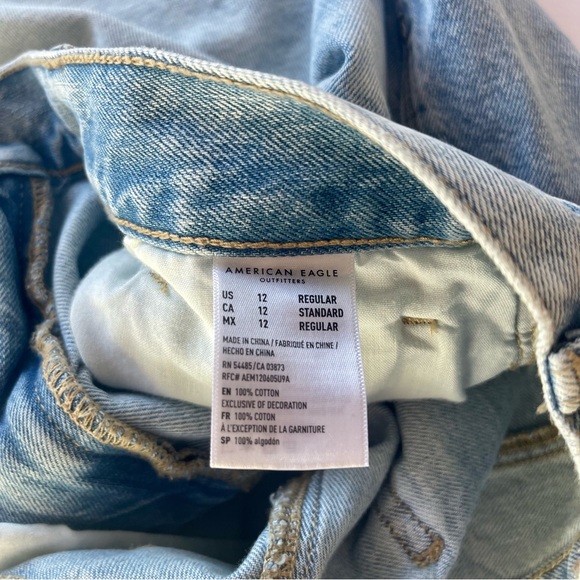 AMERICAN EAGLE
OUTFITTERS
US 12 REGULAR
CA 12 STANDARD
MX 12 REGULAR
MADE IN CHINA / FABRIQUÉ EN CHINE /
HECHO EN CHINA
RN 54485/CA 03873
RFC# AEM120605U9A
EN 100% COTTON
EXCLUSIVE OF DECORATION
FR 100% COTON
À L'EXCEPTION DE LA GARNITURE
SP 100% algodón